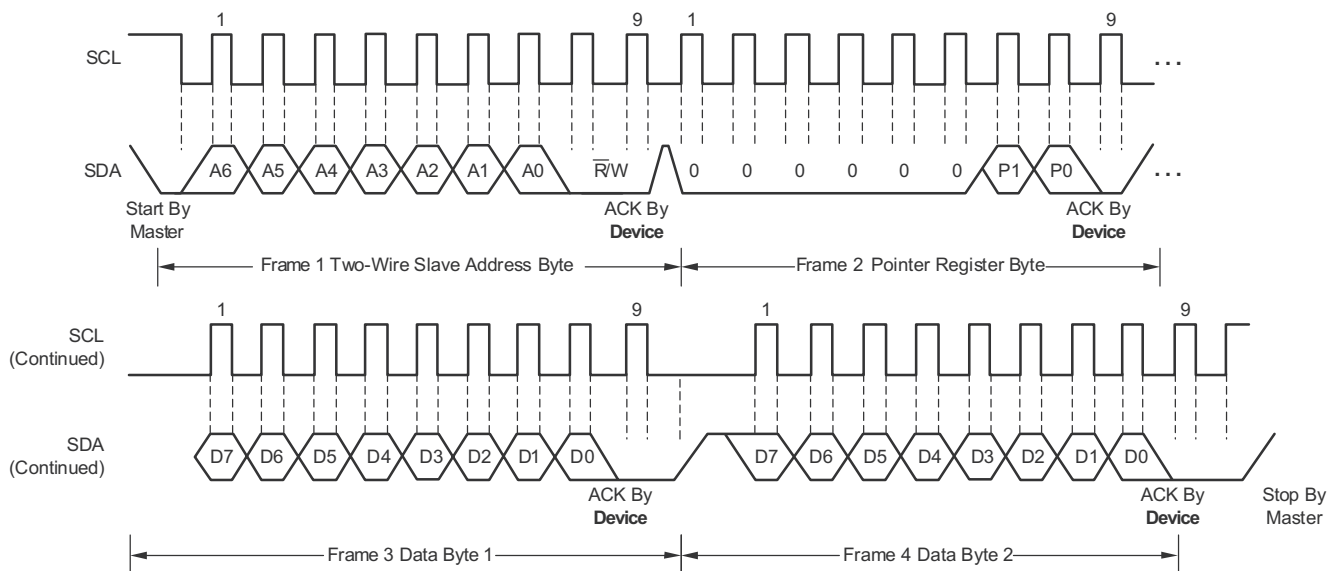 1 9 1 9
SCL ...
SDA A6 A5 A4 A3 A2 A1 A0 R̅/W 0 0 0 0 0 0 P1 P0 ...
Start By Master
ACK By Device
ACK By Device
Frame 1 Two-Wire Slave Address Byte
Frame 2 Pointer Register Byte
1 9 1 9
SCL
(Continued)
SDA
(Continued)
D7 D6 D5 D4 D3 D2 D1 D0 D7 D6 D5 D4 D3 D2 D1 D0
ACK By Device
ACK By Device
Stop By Master
Frame 3 Data Byte 1
Frame 4 Data Byte 2